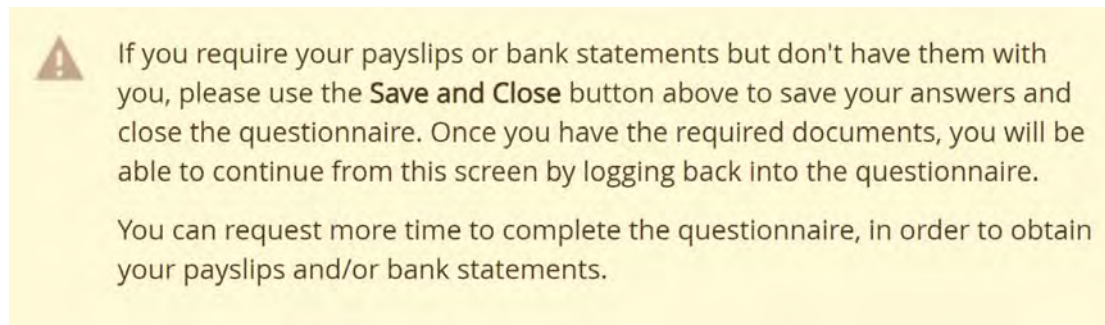 If you require your payslips or bank statements but don't have them with
you, please use the Save and Close button above to save your answers and
close the questionnaire. Once you have the required documents, you will be
able to continue from this screen by logging back into the questionnaire.
You can request more time to complete the questionnaire, in order to obtain
your payslips and/or bank statements.